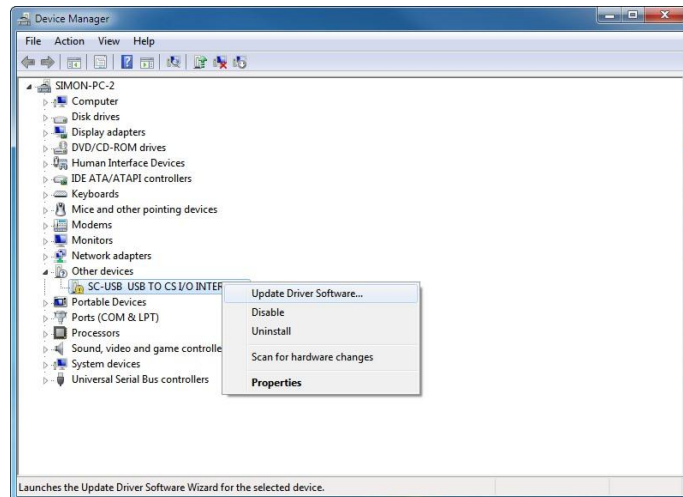 Device Manager
File Action View Help
SIMON-PC-2
Computer
Disk drives
Display adapters
DVD/CD-ROM drives
Human Interface Devices
IDE ATA/ATAPI controllers
Keyboards
Mice and other pointing devices
Modems
Monitors
Network adapters
Other devices
SC-USB USB TO CS I/O INTER
Portable Devices
Ports (COM & LPT)
Processors
Sound, video and game controlle
System devices
Universal Serial Bus controllers
Update Driver Software...
Disable
Uninstall
Scan for hardware changes
Properties
Launches the Update Driver Software Wizard for the selected device.